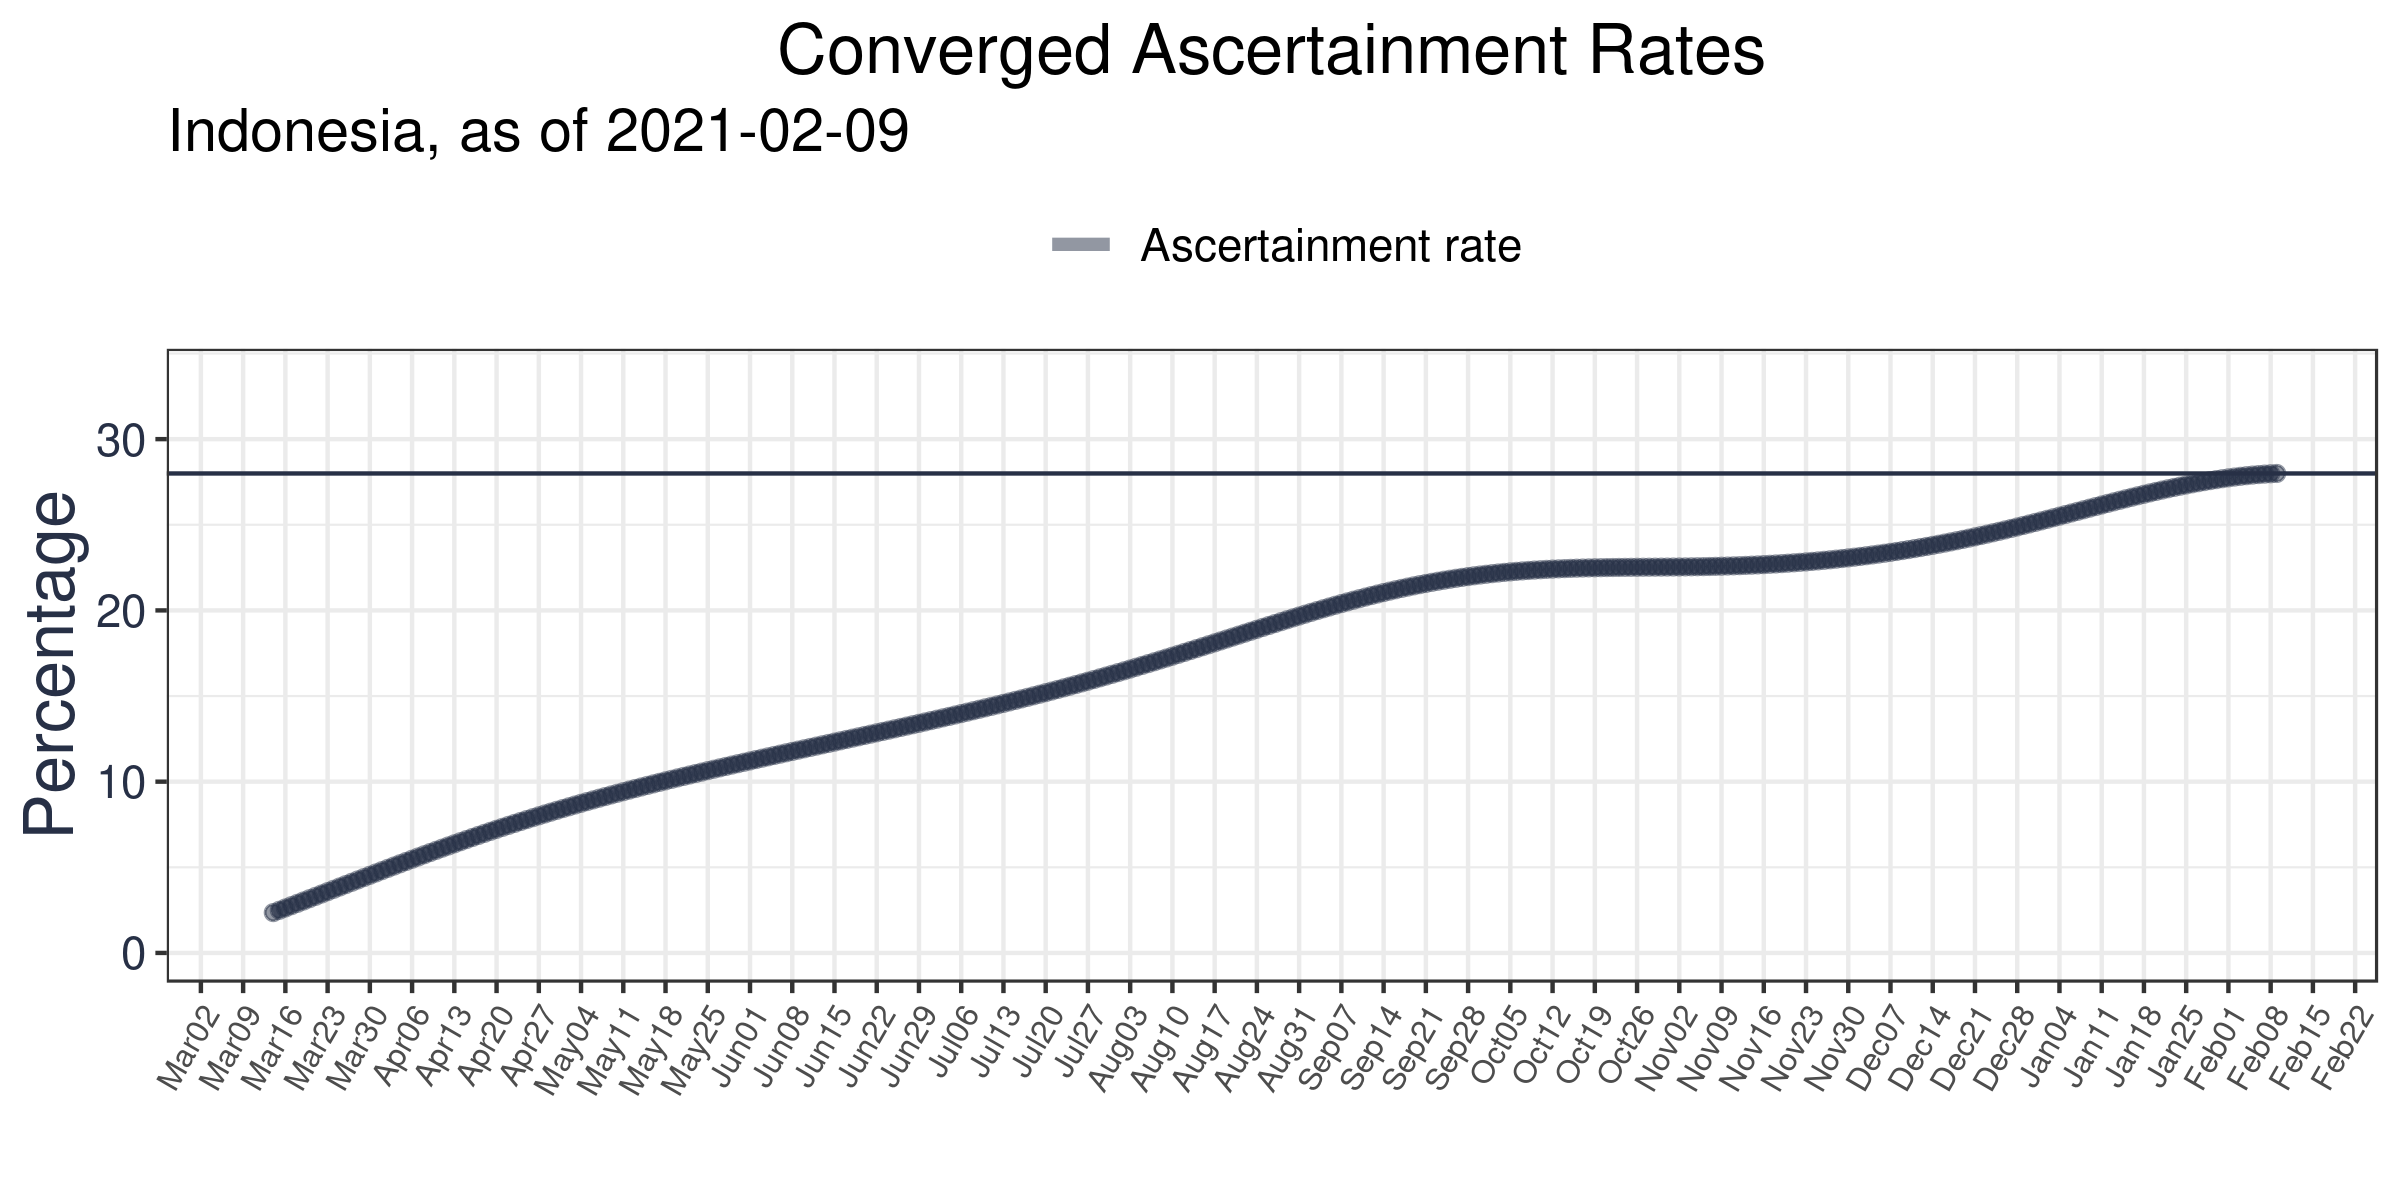 Converged Ascertainment Rates
Indonesia, as of 2021-02-09
Ascertainment rate
Percentage
30
20
10
0
Mar02 Mar09 Mar16 Mar23 Mar30 Apr06 Apr13 Apr20 Apr27 May04 May11 May18 May25 Jun01 Jun08 Jun15 Jun22 Jun29 Jul06 Jul13 Jul20 Jul27 Aug03 Aug10 Aug17 Aug24 Aug31 Sep07 Sep14 Sep21 Sep28 Oct05 Oct12 Oct19 Oct26 Nov02 Nov09 Nov16 Nov23 Nov30 Dec07 Dec14 Dec21 Dec28 Jan04 Jan11 Jan18 Jan25 Feb01 Feb08 Feb15 Feb22